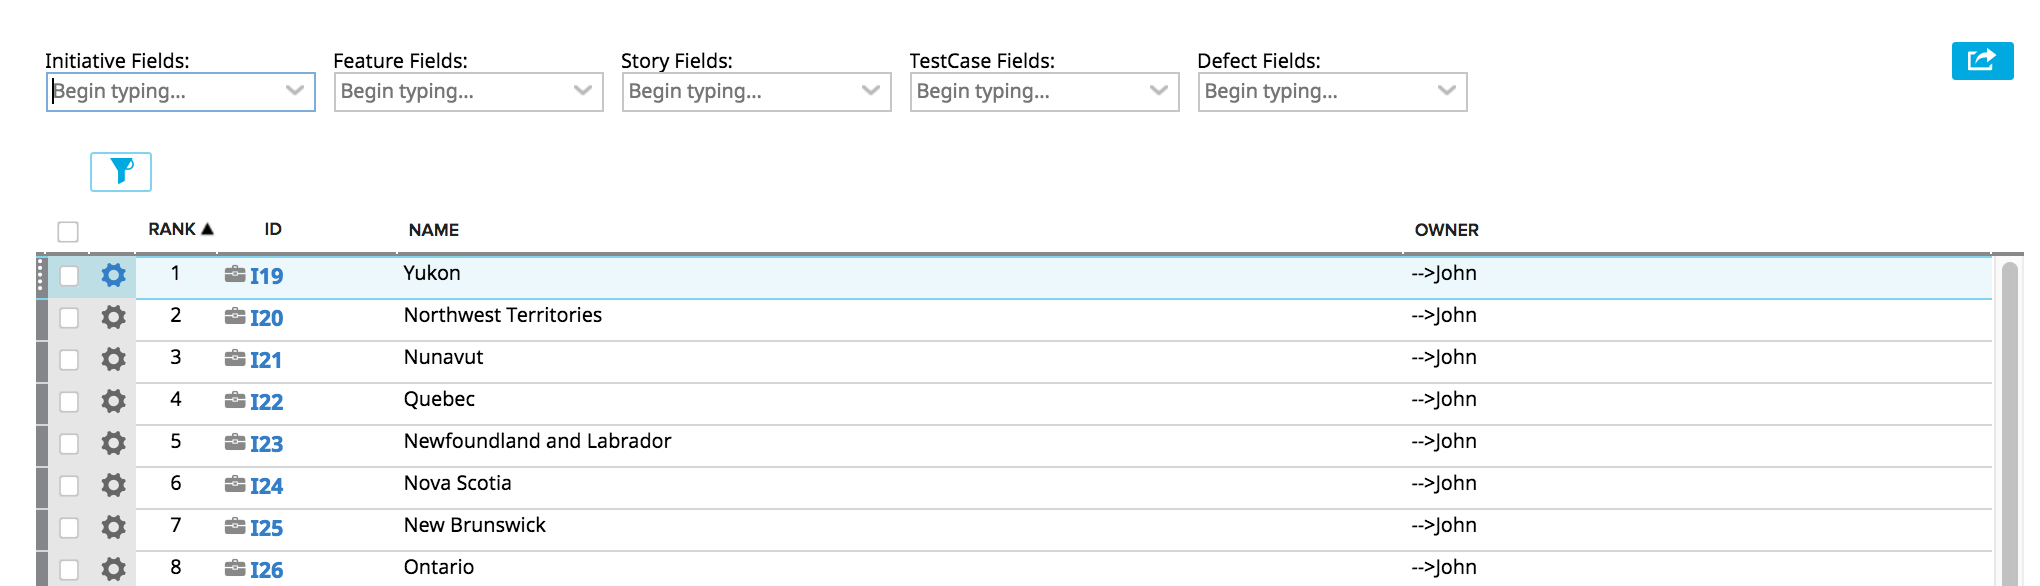 Initiative Fields: Feature Fields: Story Fields: TestCase Fields: Defect Fields:
Begin typing... Begin typing... Begin typing... Begin typing... Begin typing...
RANK ▲ ID NAME OWNER
1 I19 Yukon -->John
2 I20 Northwest Territories -->John
3 I21 Nunavut -->John
4 I22 Quebec -->John
5 I23 Newfoundland and Labrador -->John
6 I24 Nova Scotia -->John
7 I25 New Brunswick -->John
8 I26 Ontario -->John